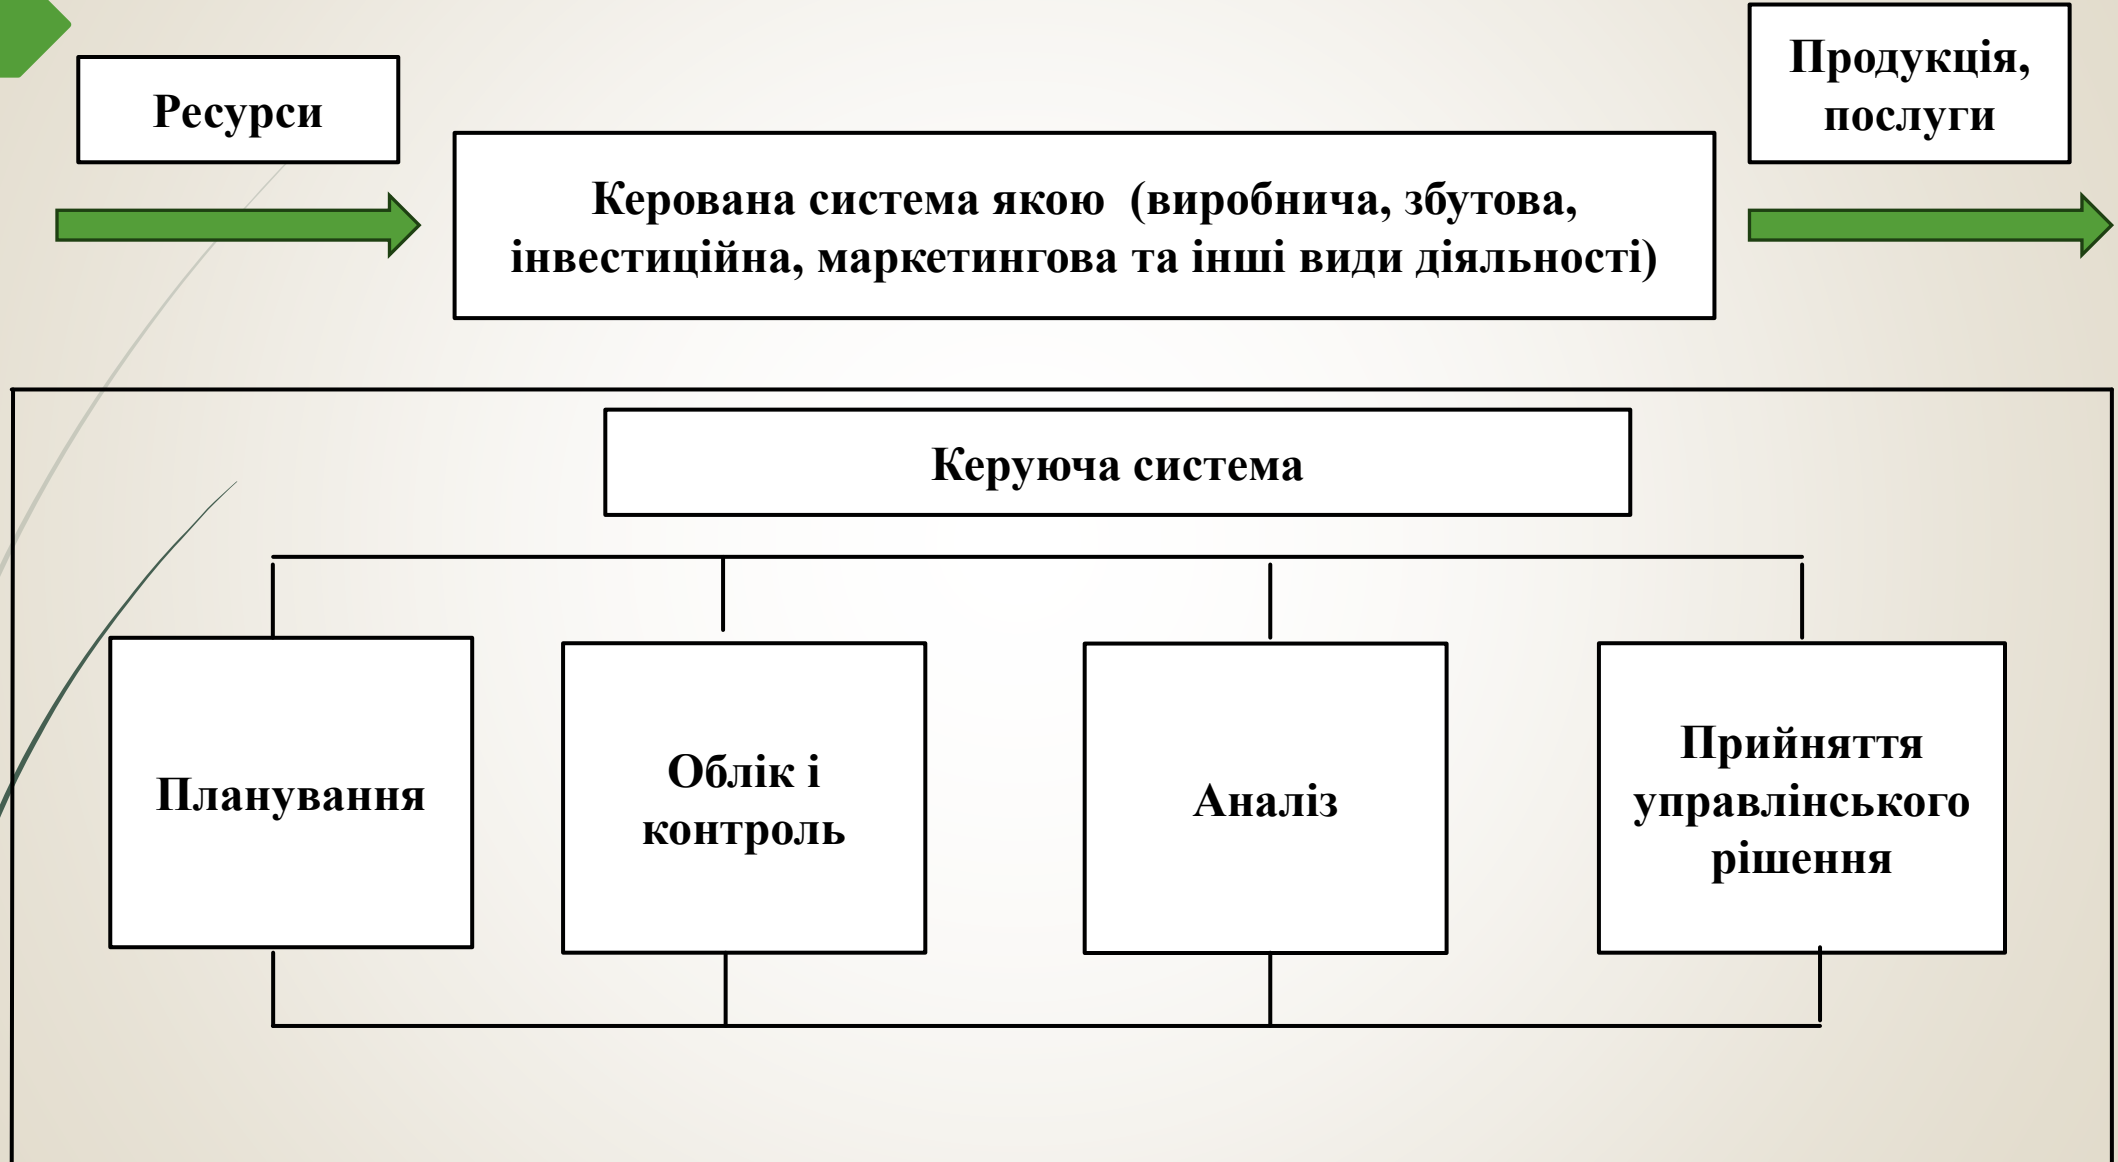 Ресурси
Продукція,
послуги
Керована система якою (виробнича, збутова,
інвестиційна, маркетингова та інші види діяльності)
Керуюча система
Планування
Облік і
контроль
Аналіз
Прийняття
управлінського
рішення